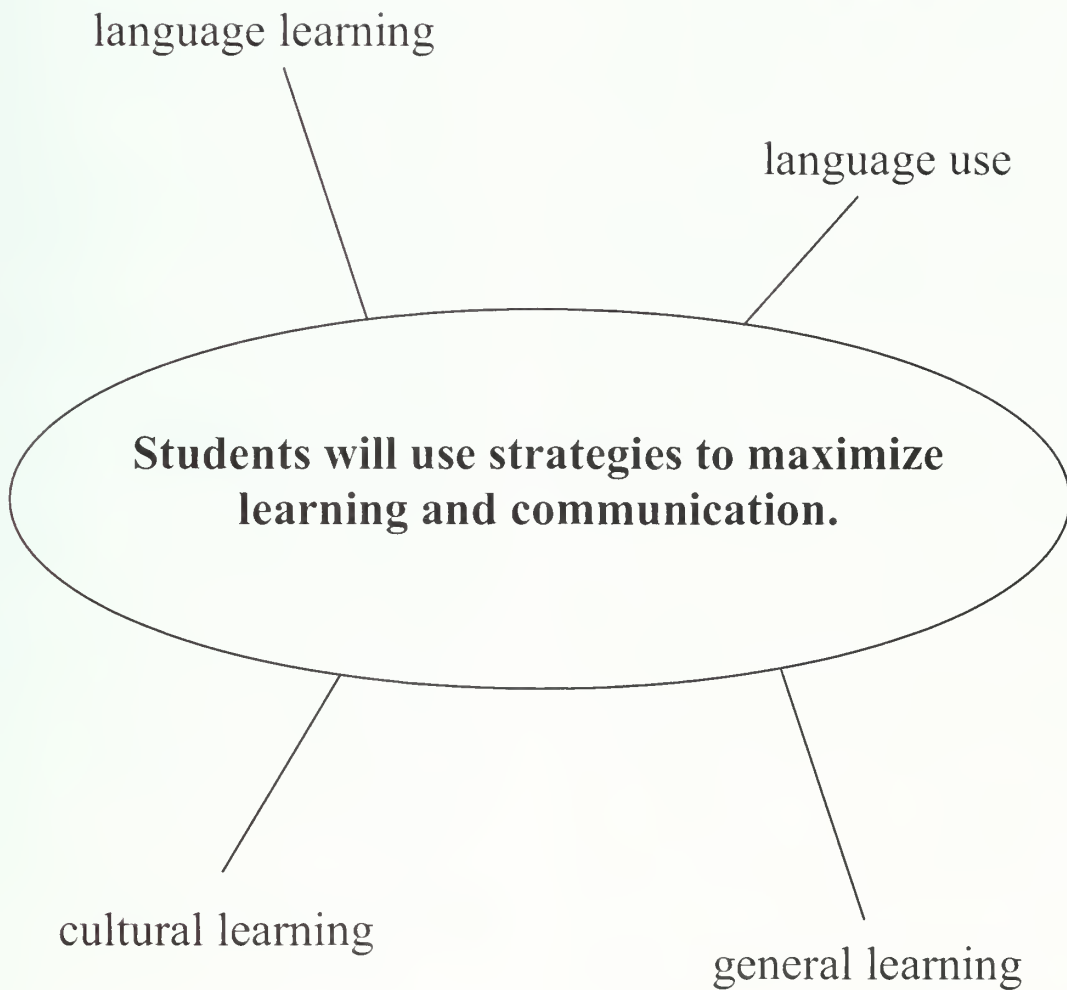 language learning
language use
Students will use strategies to maximize
learning and communication.
cultural learning
general learning